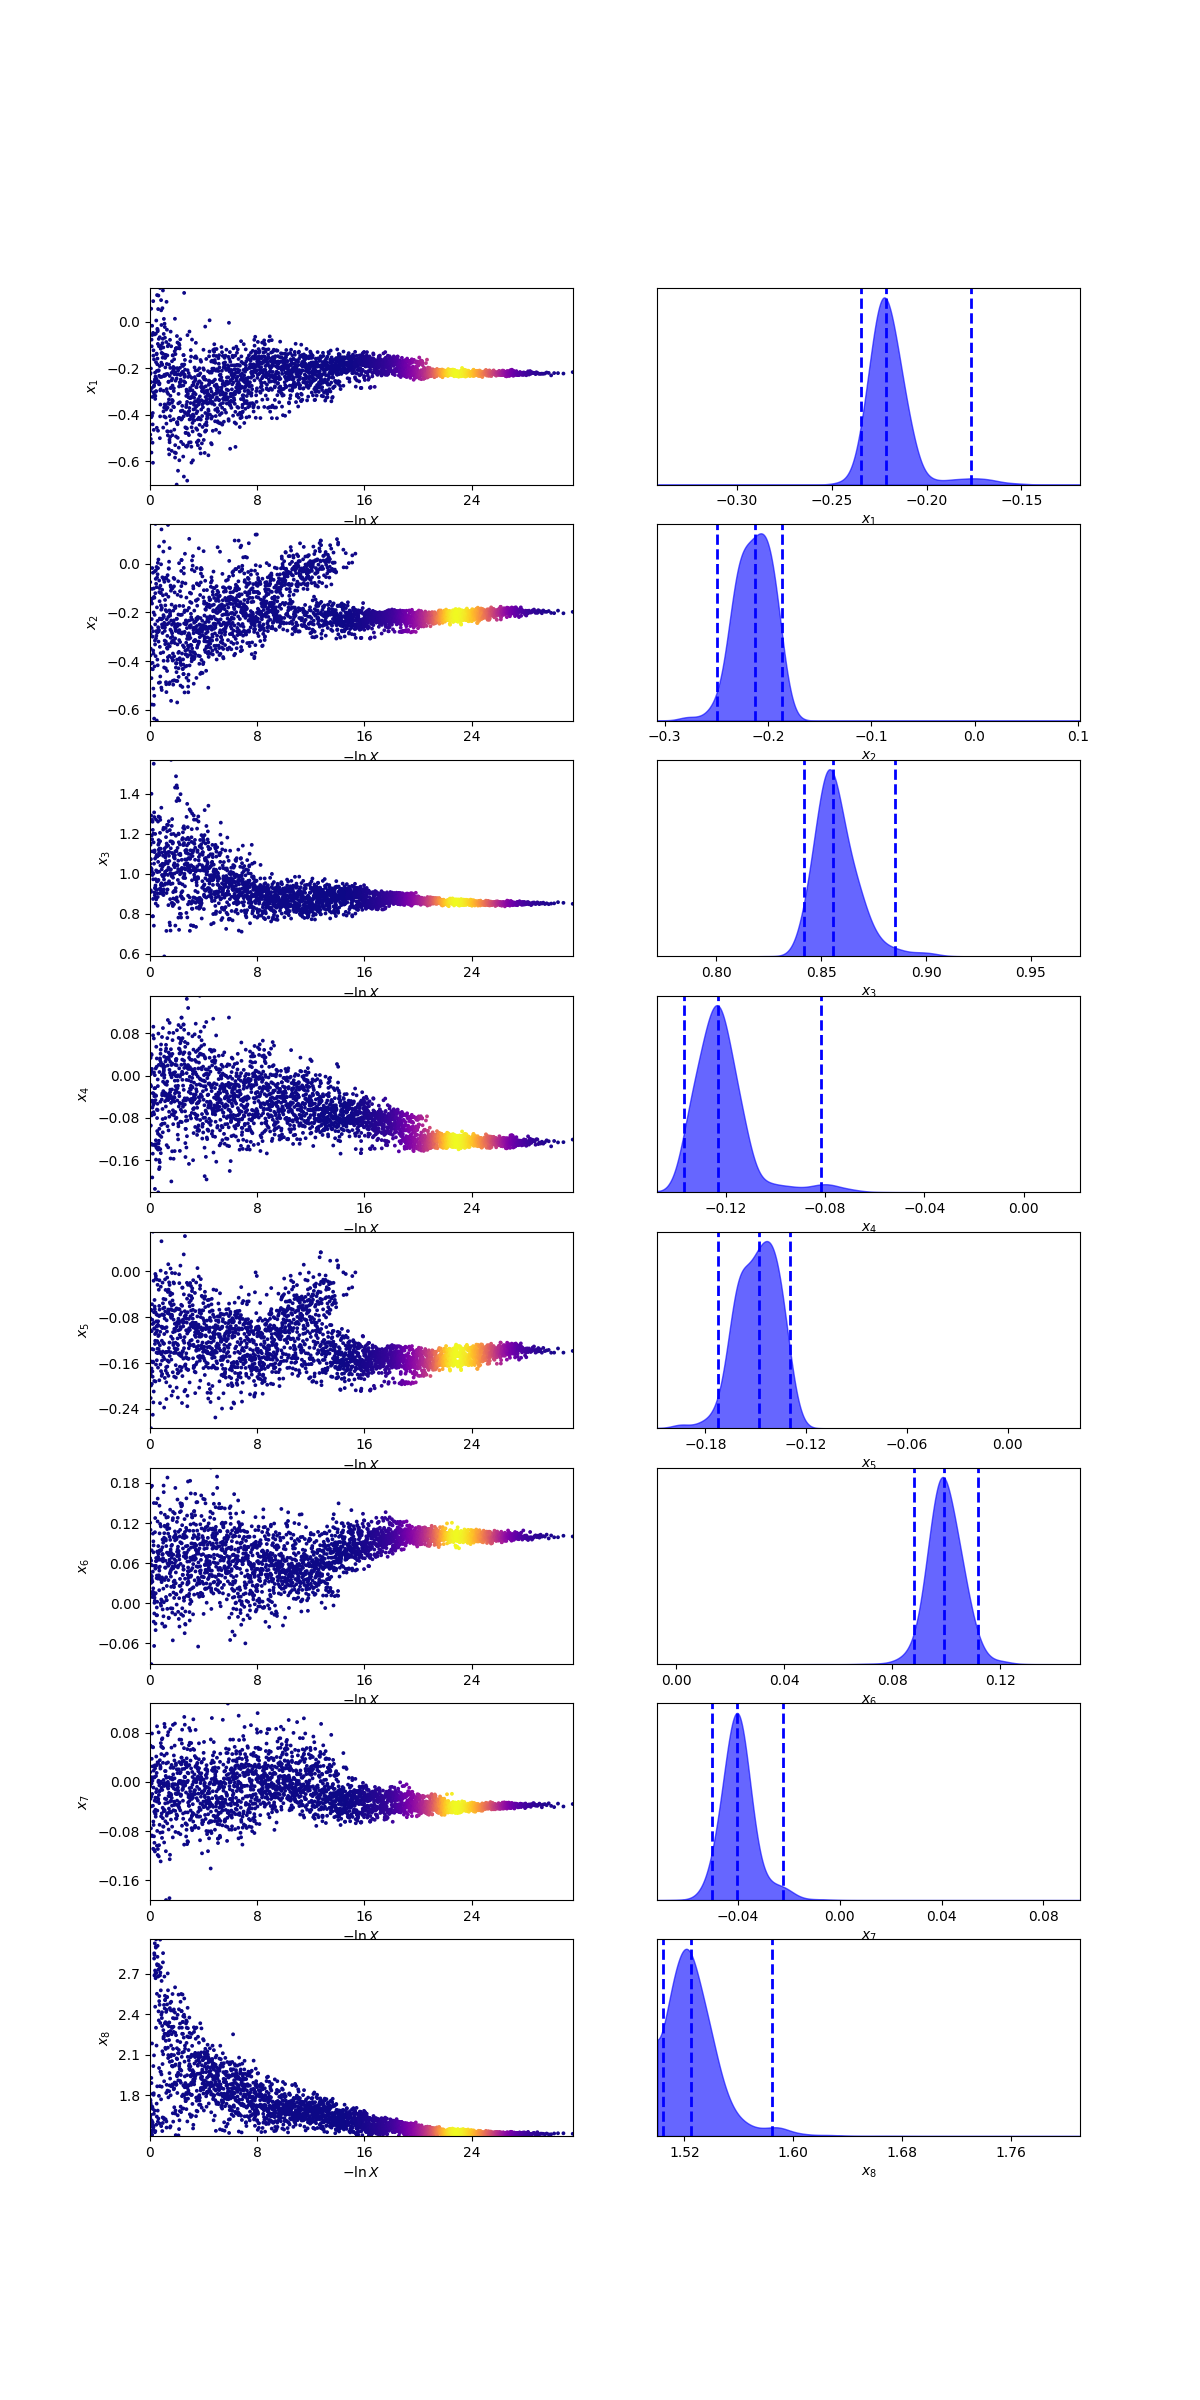 0.0
−0.2
−0.4
−0.6
x₁
0 8 16 24
−ln X
−0.30 −0.25 −0.20 −0.15
x₁
0.0
−0.2
−0.4
−0.6
x₂
0 8 16 24
−ln X
−0.3 −0.2 −0.1 0.0 0.1
x₂
1.4
1.2
1.0
0.8
0.6
x₃
0 8 16 24
−ln X
0.80 0.85 0.90 0.95
x₃
0.08
0.00
−0.08
−0.16
x₄
0 8 16 24
−ln X
−0.12 −0.08 −0.04 0.00
x₄
0.00
−0.08
−0.16
−0.24
x₅
0 8 16 24
−ln X
−0.18 −0.12 −0.06 0.00
x₅
0.18
0.12
0.06
0.00
−0.06
x₆
0 8 16 24
−ln X
0.00 0.04 0.08 0.12
x₆
0.08
0.00
−0.08
−0.16
x₇
0 8 16 24
−ln X
−0.04 0.00 0.04 0.08
x₇
2.7
2.4
2.1
1.8
x₈
0 8 16 24
−ln X
1.52 1.60 1.68 1.76
x₈